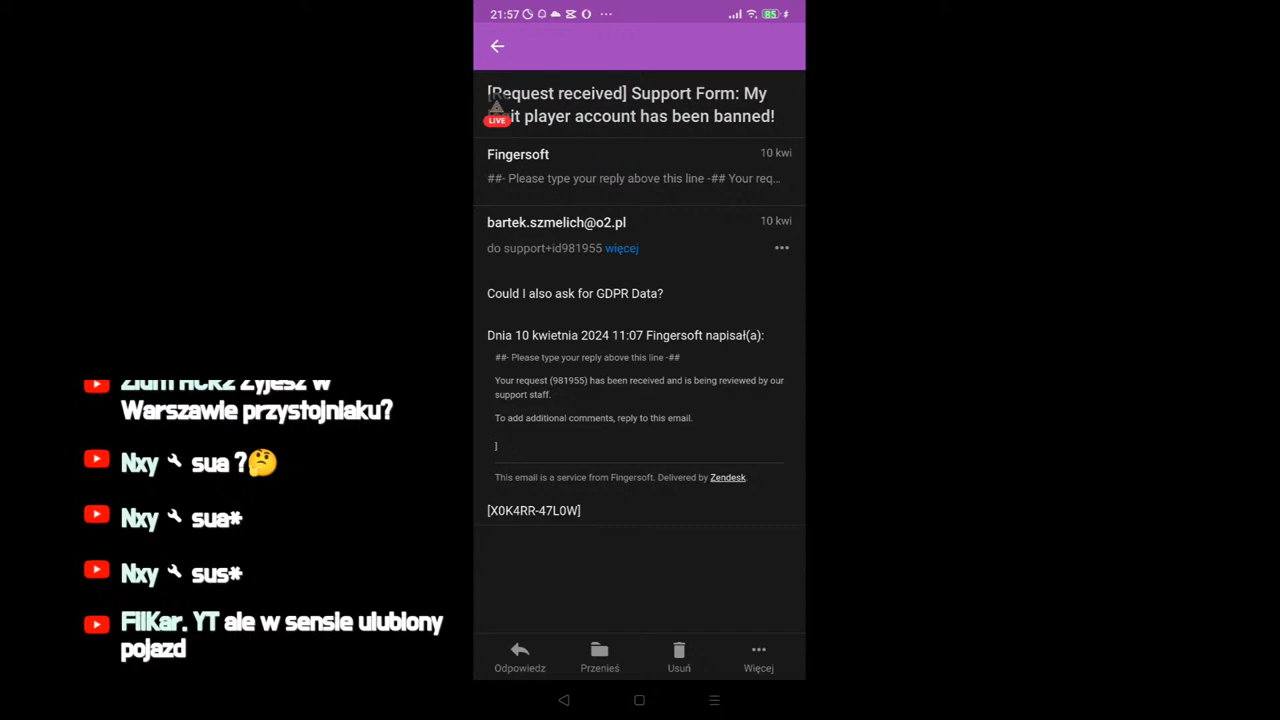 21:57
85
[Request received] Support Form: My
player account has been banned!
LIVE
Fingersoft
10 kwi
##- Please type your reply above this line -## Your req...
bartek.szmelich@o2.pl
10 kwi
do support+id981955 więcej
Could I also ask for GDPR Data?
Dnia 10 kwietnia 2024 11:07 Fingersoft napisał(a):
##- Please type your reply above this line -##
Your request (981955) has been received and is being reviewed by our
support staff.
To add additional comments, reply to this email.
]
This email is a service from Fingersoft. Delivered by Zendesk.
[X0K4RR-47L0W]
Odpowiedz
Przenieś
Usuń
Więcej
żyjesz w
Warszawie przystojniaku?
Nxy sua ?🤔
Nxy sua*
Nxy sus*
FilKar. YT ale w sensie ulubiony
pojazd